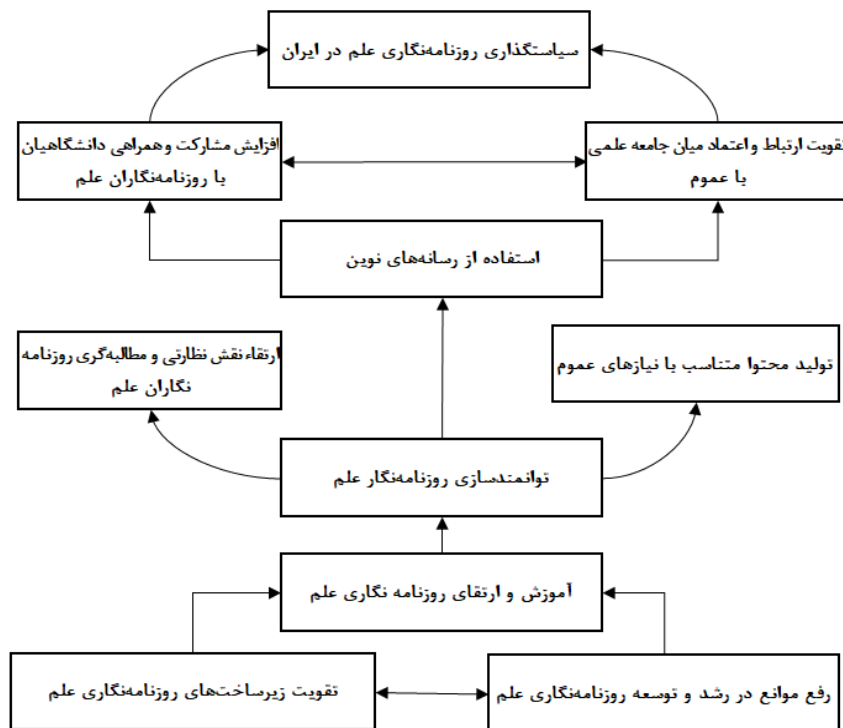 سیاستگذاری روزنامه‌نگاری علم در ایران
تقویت ارتباط و اعتماد میان جامعه علمی
با عموم
افزایش مشارکت و همراهی دانشگاهیان
با روزنامه‌نگاران علم
استفاده از رسانه‌های نوین
تولید محتوا متناسب با نیازهای عموم
ارتقاء نقش نظارتی و مطالبه‌گری روزنامه
نگاران علم
توانمندسازی روزنامه‌نگار علم
آموزش و ارتقای روزنامه نگاری علم
رفع موانع در رشد و توسعه روزنامه‌نگاری علم
تقویت زیرساخت‌های روزنامه‌نگاری علم